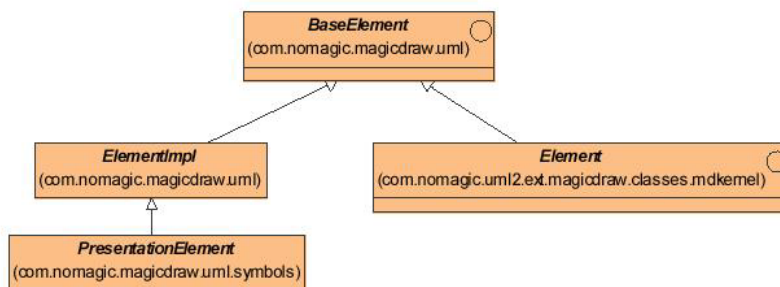 BaseElement
(com.nomagic.magicdraw.uml)
ElementImpl
(com.nomagic.magicdraw.uml)
Element
(com.nomagic.uml2.ext.magicdraw.classes.mdkernel)
PresentationElement
(com.nomagic.magicdraw.uml.symbols)